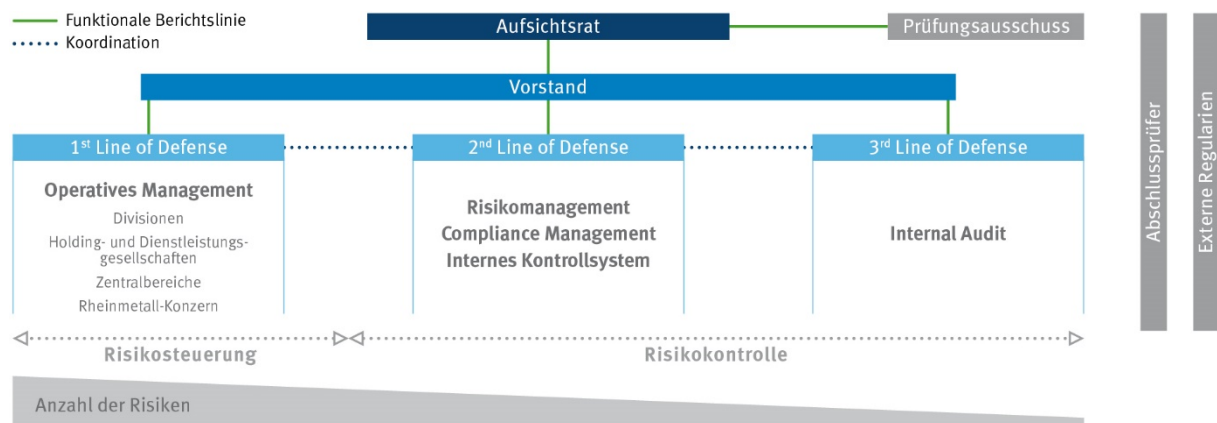 Funktionale Berichtslinie
Koordination
Aufsichtsrat
Prüfungsausschuss
Vorstand
1st Line of Defense
2nd Line of Defense
3rd Line of Defense
Operatives Management
Divisionen
Holding- und Dienstleistungs-
gesellschaften
Zentralbereiche
Rheinmetall-Konzern
Risikomanagement
Compliance Management
Internes Kontrollsystem
Internal Audit
Abschlussprüfer
Externe Regularien
Risikosteuerung
Risikokontrolle
Anzahl der Risiken